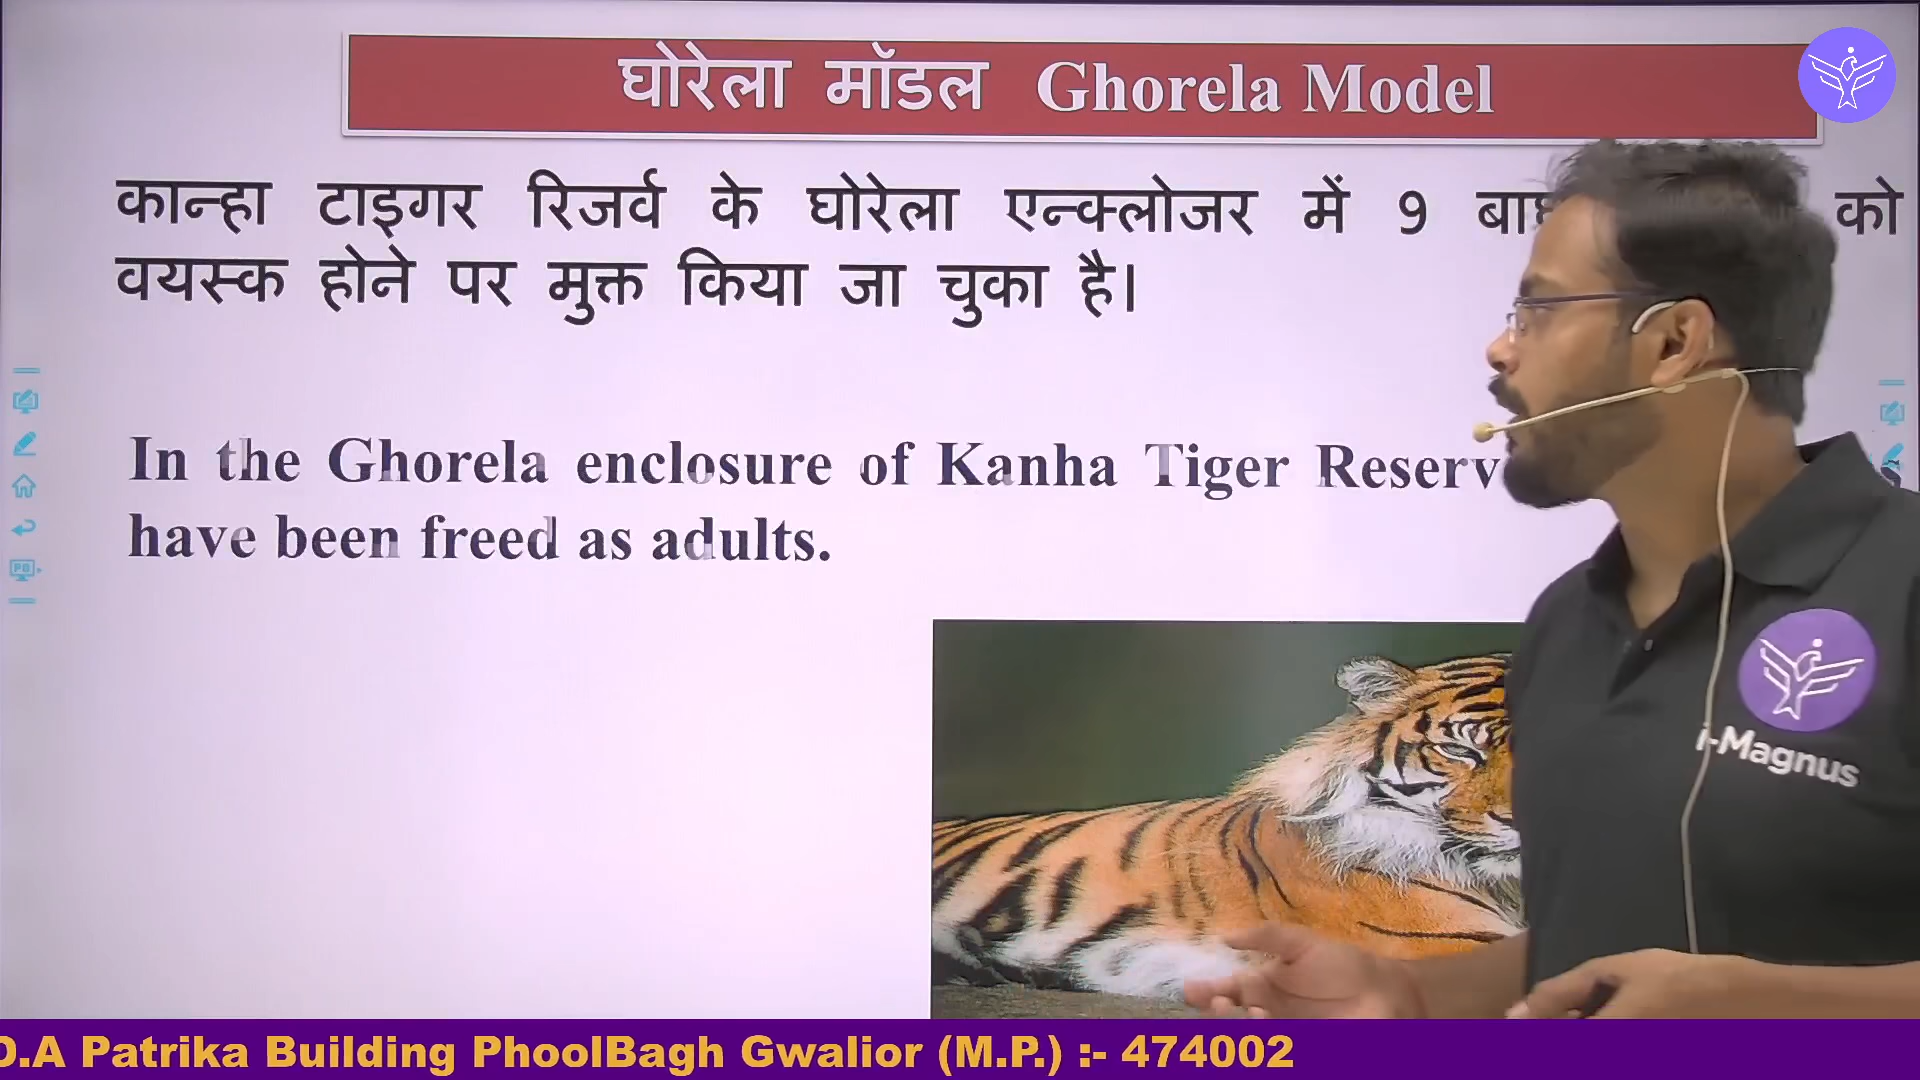 घोरेला मॉडल Ghorela Model
कान्हा टाइगर रिजर्व के घोरेला एन्क्लोजर में 9 को
वयस्क होने पर मुक्त किया जा चुका है।
In the Ghorela enclosure of Kanha Tiger
have been freed as adults.
i-Magnus
Patrika Building PhoolBagh Gwalior (M.P.) :- 474002